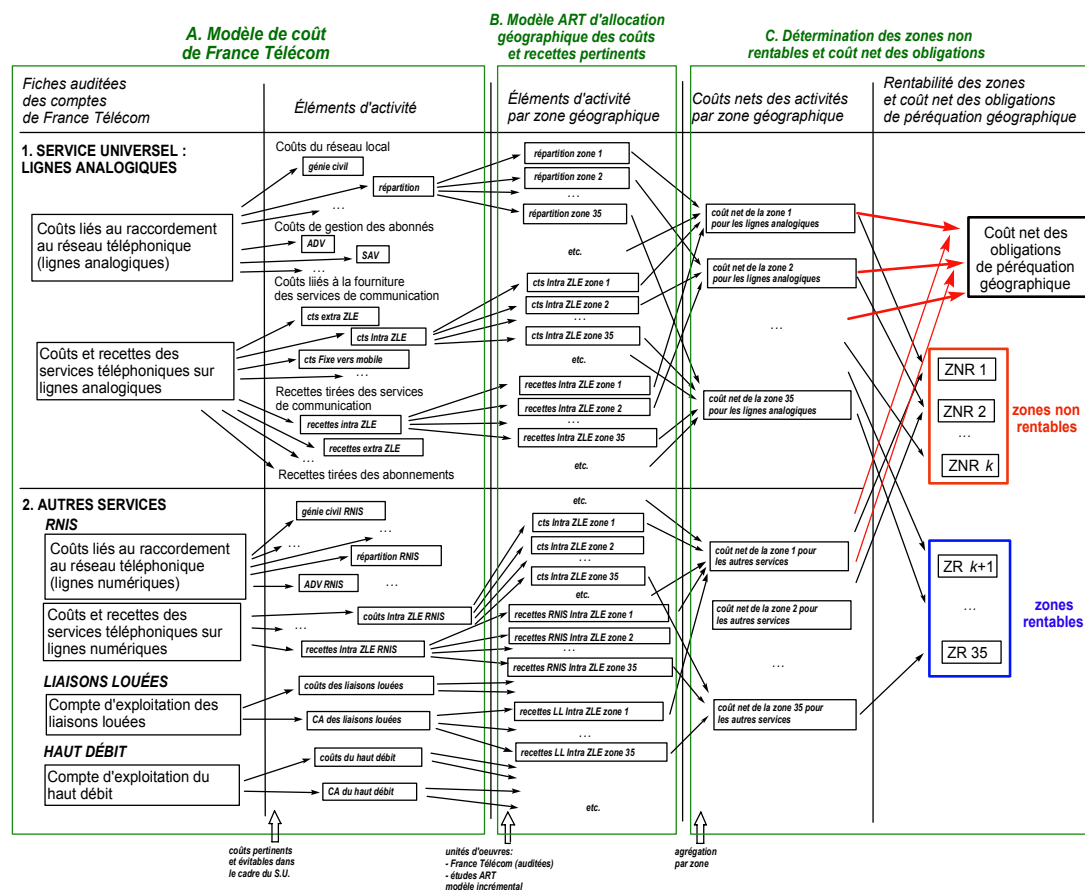 A. Modèle de coût
de France Télécom
B. Modèle ART d'allocation
géographique des coûts
et recettes pertinents
C. Détermination des zones non
rentables et coût net des obligations
Fiches auditées
des comptes
de France Télécom
Éléments d'activité
Éléments d'activité
par zone géographique
Coûts nets des activités
par zone géographique
Rentabilité des zones
et coût net des obligations
de péréquation géographique
1. SERVICE UNIVERSEL :
LIGNES ANALOGIQUES
Coûts liés au raccordement
au réseau téléphonique
(lignes analogiques)
Coûts et recettes des
services téléphoniques sur
lignes analogiques
Coûts du réseau local
génie civil
répartition
...
Coûts de gestion des abonnés
ADV
SAV
...
Coûts liiés à la fourniture
des services de communication
cts extra ZLE
cts Intra ZLE
cts Fixe vers mobile
...
Recettes tirées des services
de communication
recettes intra ZLE
recettes extra ZLE
...
Recettes tirées des abonnements
répartition zone 1
répartition zone 2
...
répartition zone 35
etc.
cts Intra ZLE zone 1
cts Intra ZLE zone 2
...
cts Intra ZLE zone 35
etc.
recettes Intra ZLE zone 1
recettes Intra ZLE zone 2
...
recettes Intra ZLE zone 35
etc.
coût net de la zone 1
pour les lignes analogiques
coût net de la zone 2
pour les lignes analogiques
...
coût net de la zone 35
pour les lignes analogiques
Coût net des
obligations
de péréquation
géographique
ZNR 1
ZNR 2
...
ZNR k
zones non
rentables
2. AUTRES SERVICES
RNIS
Coûts liés au raccordement
au réseau téléphonique
(lignes numériques)
Coûts et recettes des
services téléphoniques sur
lignes numériques
LIAISONS LOUÉES
Compte d'exploitation des
liaisons louées
HAUT DÉBIT
Compte d'exploitation du
haut débit
génie civil RNIS
...
...
répartition RNIS
ADV RNIS
...
coûts Intra ZLE RNIS
...
recettes Intra ZLE RNIS
coûts des liaisons louées
CA des liaisons louées
coûts du haut débit
CA du haut débit
etc.
cts Intra ZLE zone 1
cts Intra ZLE zone 2
...
cts Intra ZLE zone 35
etc.
recettes RNIS Intra ZLE zone 1
recettes RNIS Intra ZLE zone 2
...
recettes RNIS Intra ZLE zone 35
recettes LL Intra ZLE zone 1
...
recettes LL Intra ZLE zone 35
etc.
coût net de la zone 1 pour
les autres services
coût net de la zone 2 pour
les autres services
...
coût net de la zone 35 pour
les autres services
ZR k+1
...
ZR 35
zones
rentables
coûts pertinents
et évitables dans
le cadre du S.U.
unités d'oeuvres:
- France Télécom (auditées)
- études ART
modèle incrémental
agrégation
par zone